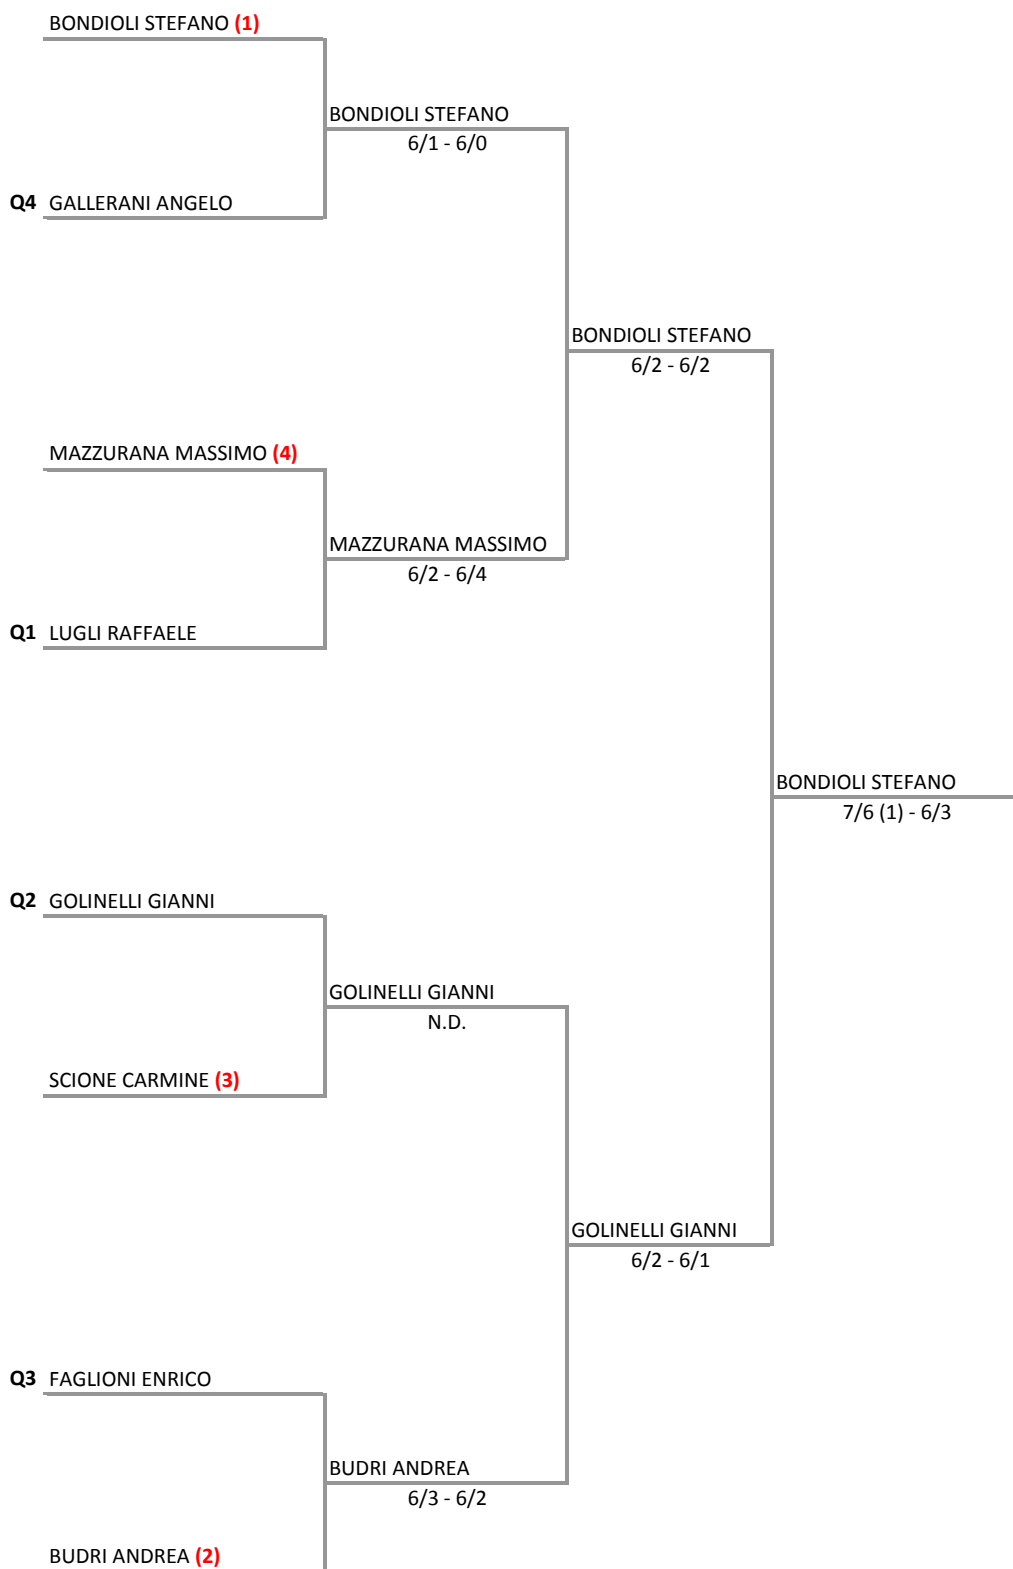 BONDIOLI STEFANO (1)
BONDIOLI STEFANO
6/1 - 6/0
Q4 GALLERANI ANGELO
BONDIOLI STEFANO
6/2 - 6/2
MAZZURANA MASSIMO (4)
MAZZURANA MASSIMO
6/2 - 6/4
Q1 LUGLI RAFFAELE
BONDIOLI STEFANO
7/6 (1) - 6/3
Q2 GOLINELLI GIANNI
GOLINELLI GIANNI
N.D.
SCIONE CARMINE (3)
GOLINELLI GIANNI
6/2 - 6/1
Q3 FAGLIONI ENRICO
BUDRI ANDREA
6/3 - 6/2
BUDRI ANDREA (2)